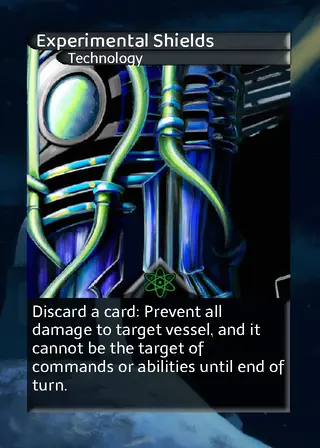 Experimental Shields
Technology
Discard a card: Prevent all
damage to target vessel, and it
cannot be the target of
commands or abilities until end of
turn.